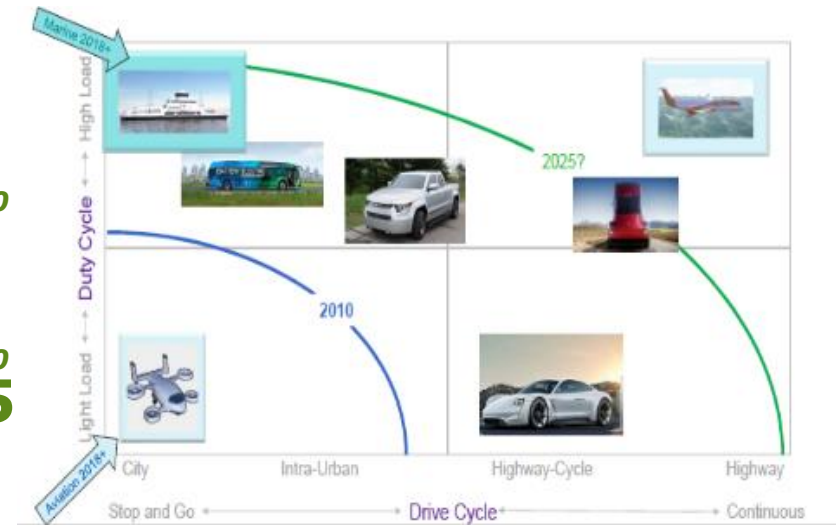 Marine 2018+
High Load
Duty Cycle
Light Load
2025?
2010
Aviation 2018+
City
Intra-Urban
Highway-Cycle
Highway
Stop and Go
Drive Cycle
Continuous